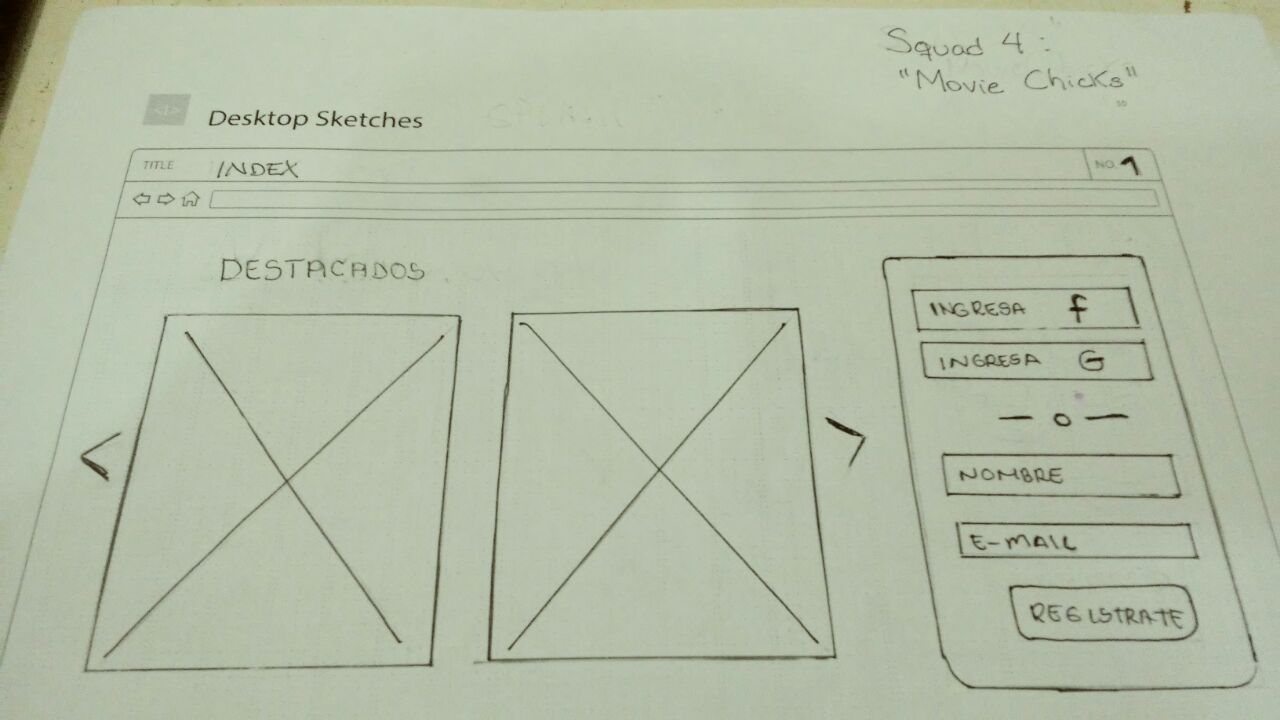 Squad 4:
"Movie Chicks"
Desktop Sketches
TITLE INDEX NO. 1
DESTACADOS
INGRESA f
INGRESA G
— o —
NOMBRE
E-MAIL
REGISTRATE